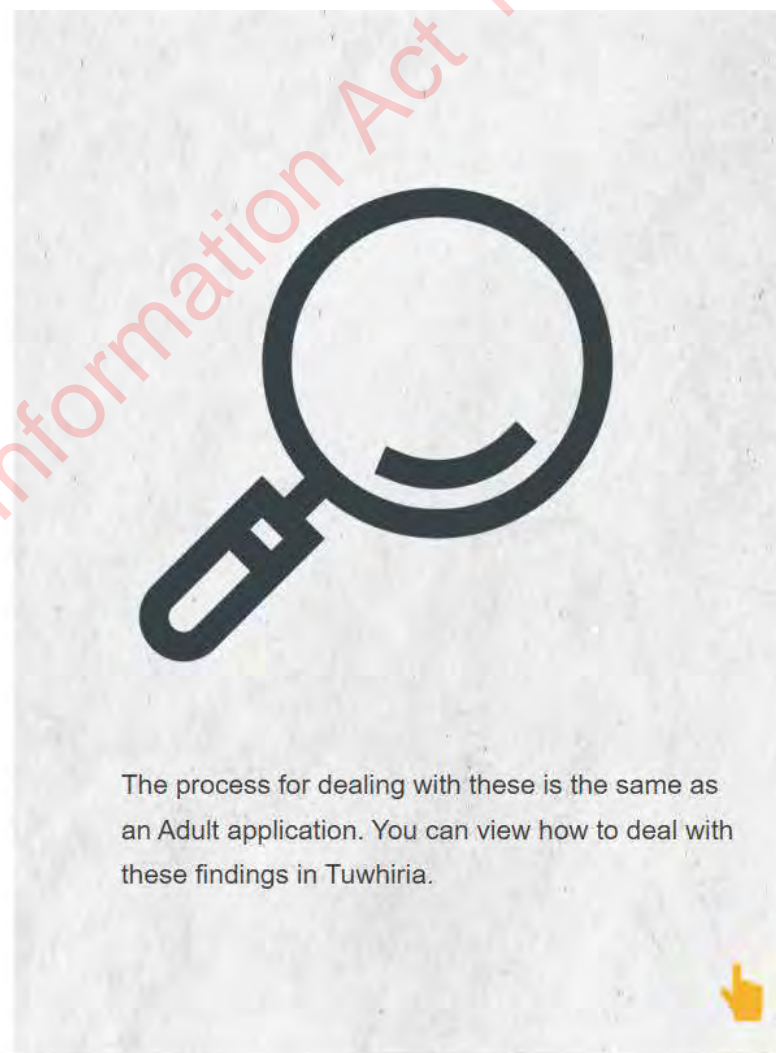 Information Act
The process for dealing with these is the same as
an Adult application. You can view how to deal with
these findings in Tuwhiria.